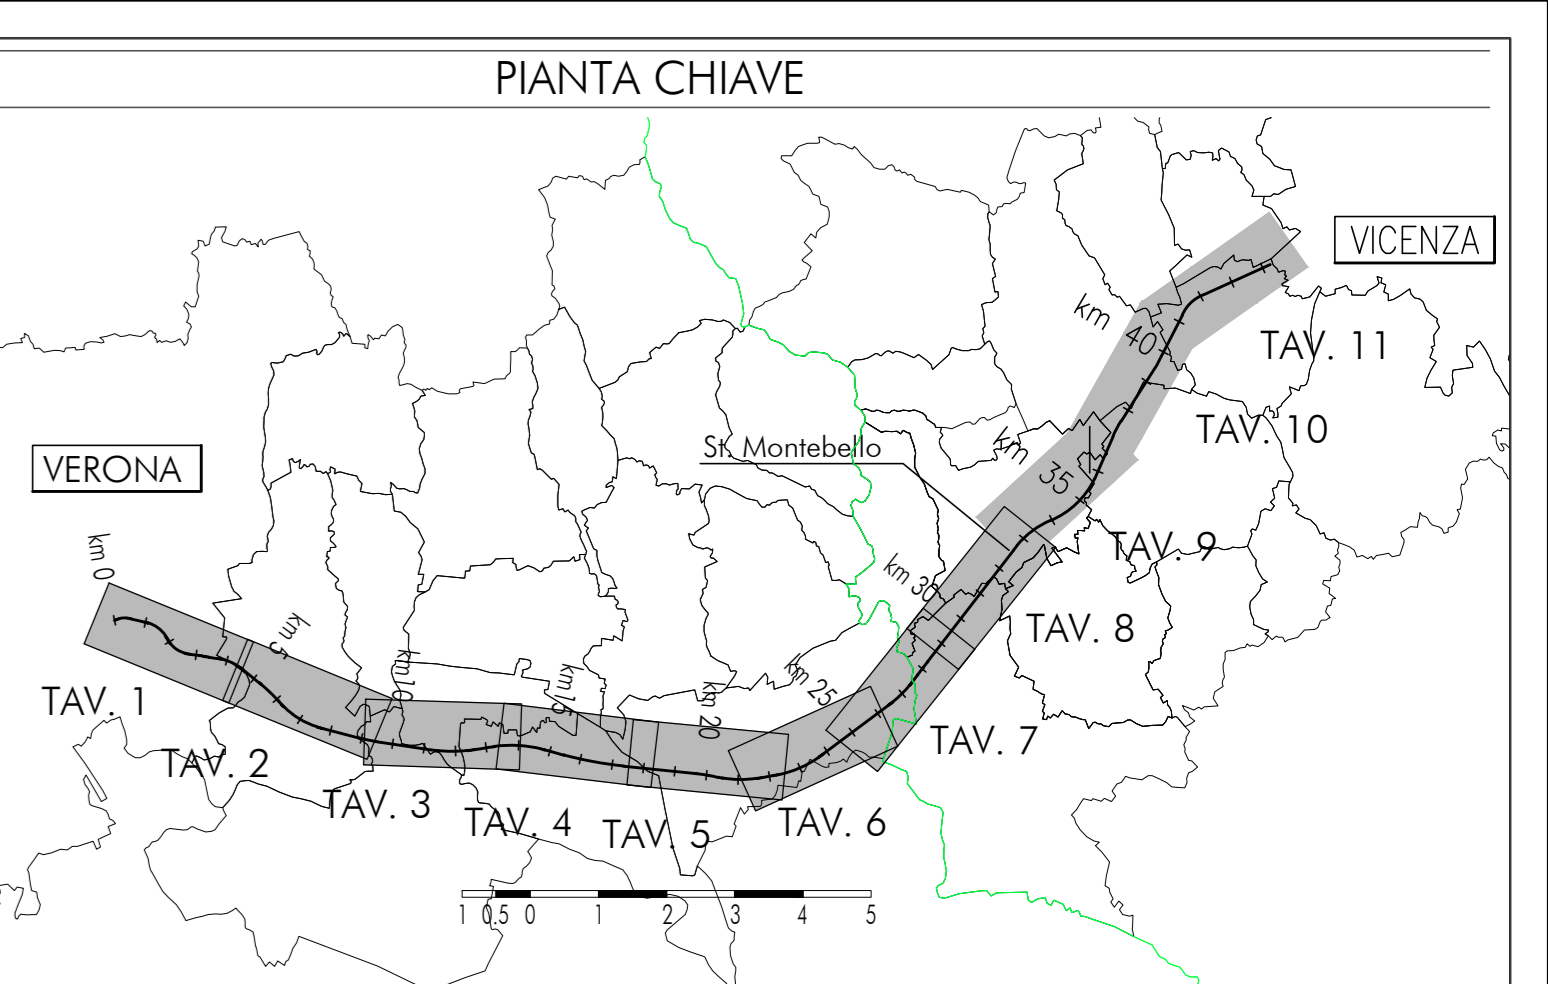 PIANTA CHIAVE
VICENZA
km 40
TAV. 11
TAV. 10
St. Montebello
km 35
VERONA
km 0
TAV. 9
km 30
km 5
TAV. 8
km 10
km 15
km 20
km 25
TAV. 1
TAV. 7
TAV. 2
TAV. 3
TAV. 4
TAV. 5
TAV. 6
1 0.5 0 1 2 3 4 5